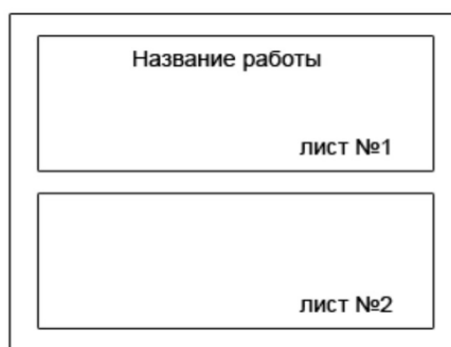 Название работы
лист №1
лист №2